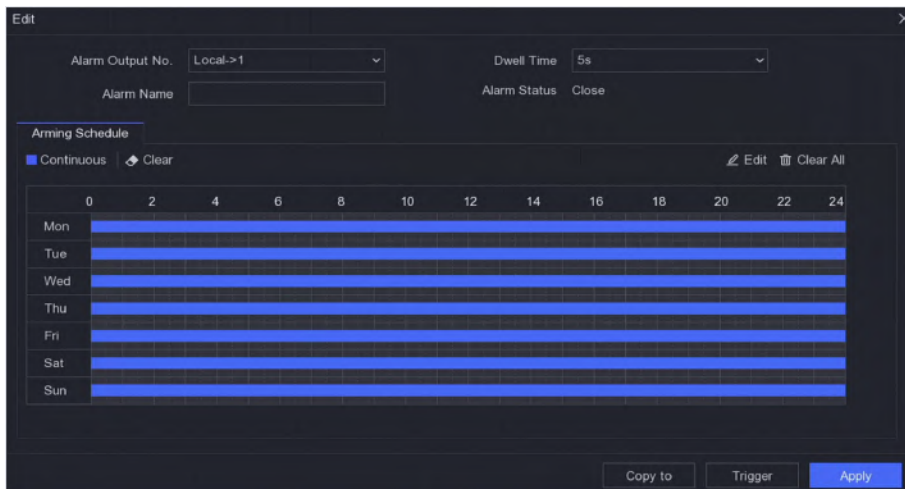 Edit
Alarm Output No. Local->1 Dwell Time 5s
Alarm Name Alarm Status Close
Arming Schedule
Continuous Clear Edit Clear All
0 2 4 6 8 10 12 14 16 18 20 22 24
Mon
Tue
Wed
Thu
Fri
Sat
Sun
Copy to Trigger Apply